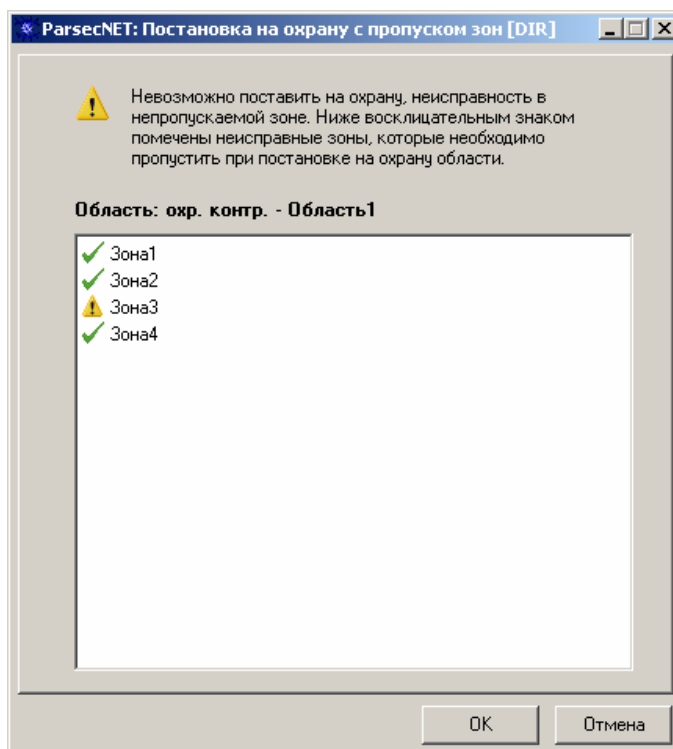 ParsecNET: Постановка на охрану с пропуском зон [DIR]
Невозможно поставить на охрану, неисправность в
непропускаемой зоне. Ниже восклицательным знаком
помечены неисправные зоны, которые необходимо
пропустить при постановке на охрану области.
Область: охр. контр. - Область1
Зона1
Зона2
Зона3
Зона4
OK
Отмена